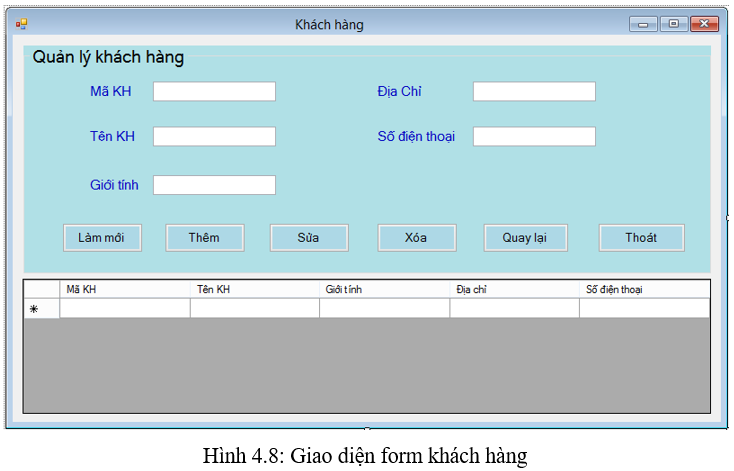 Khách hàng
Quản lý khách hàng
Mã KH
Địa Chỉ
Tên KH
Số điện thoại
Giới tính
Làm mới Thêm Sửa Xóa Quay lại Thoát
Mã KH Tên KH Giới tính Địa chỉ Số điện thoại
Hình 4.8: Giao diện form khách hàng